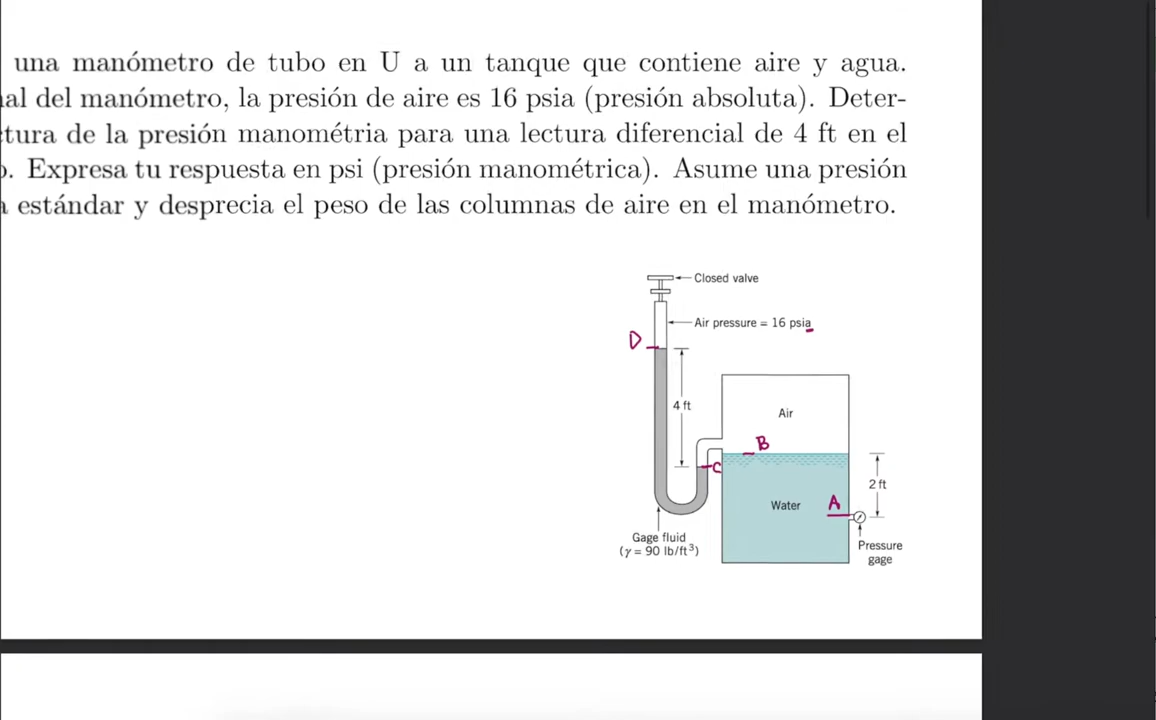 una manómetro de tubo en U a un tanque que contiene aire y agua.
al del manómetro, la presión de aire es 16 psia (presión absoluta). Deter-
tura de la presión manométria para una lectura diferencial de 4 ft en el
. Expresa tu respuesta en psi (presión manométrica). Asume una presión
estándar y desprecia el peso de las columnas de aire en el manómetro.
Closed valve
Air pressure = 16 psia
D
4 ft
Air
B
C
2 ft
Water
A
Gage fluid
(γ = 90 lb/ft³)
Pressure
gage